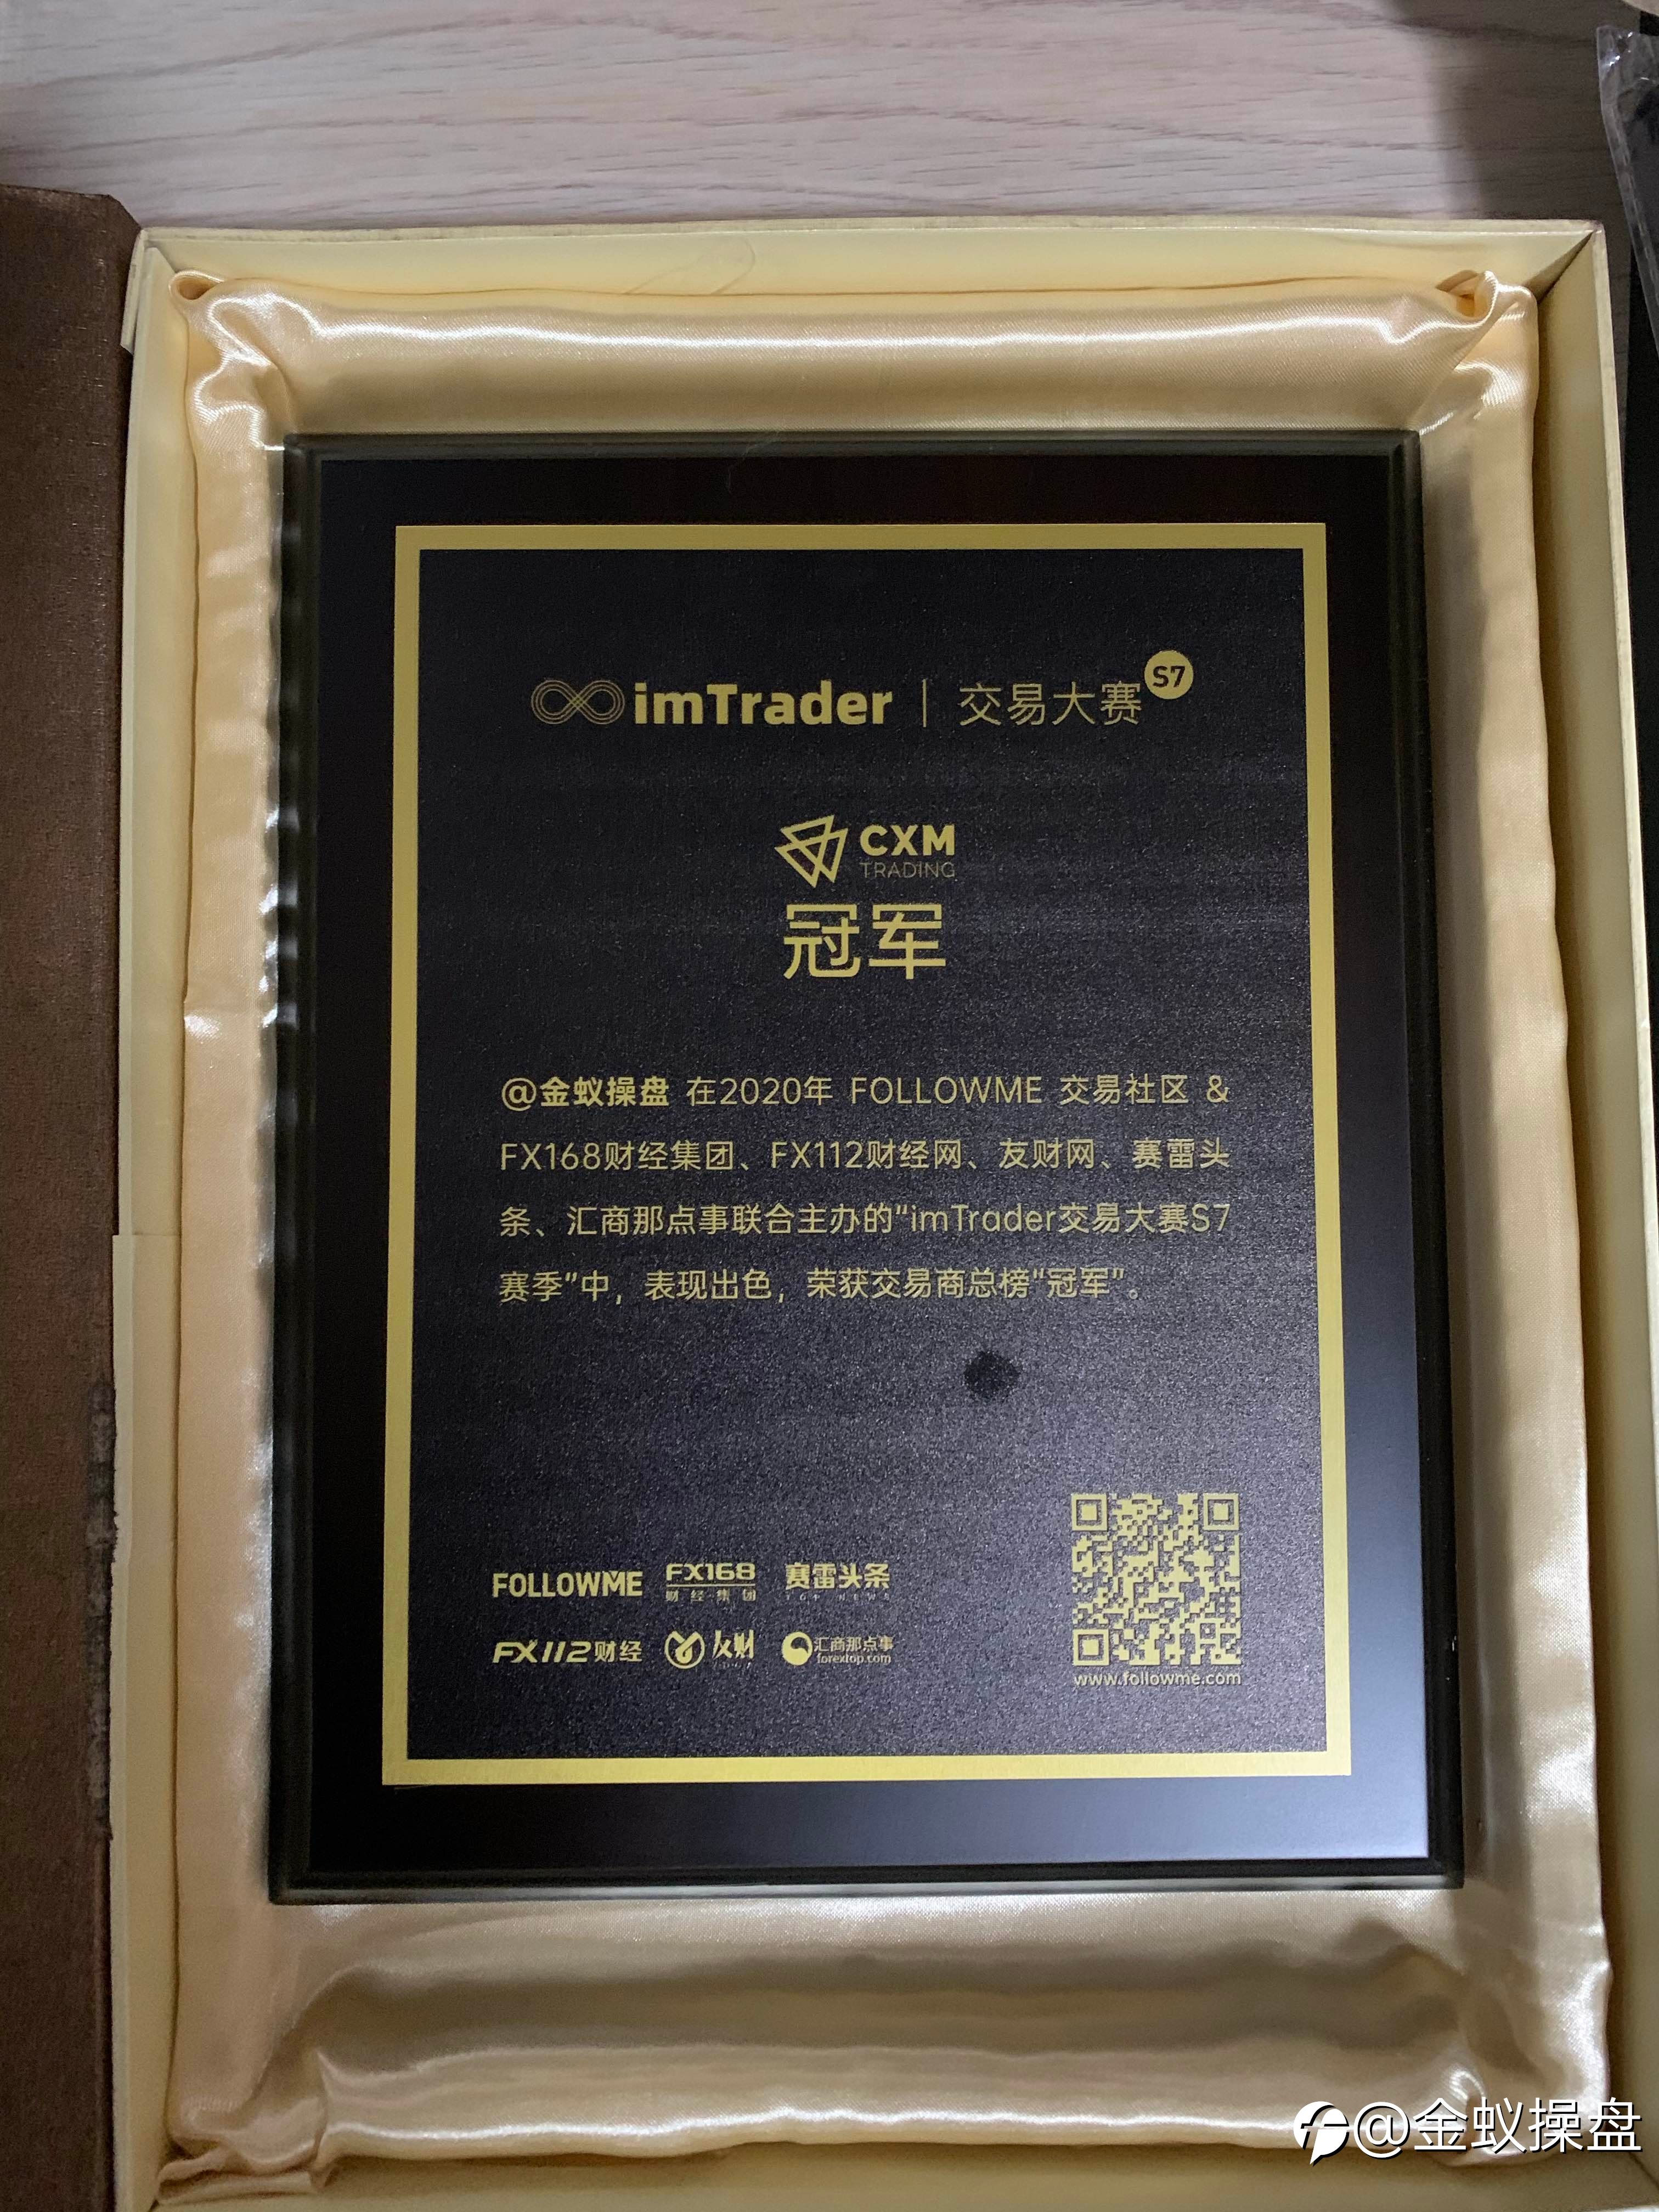 imTrader | 交易大赛 S7
CXM
TRADING
冠军
@金蚁操盘 在2020年 FOLLOWME 交易社区 &
FX168财经集团、FX112财经网、友财网、赛雷头
条、汇商那点事联合主办的“imTrader交易大赛S7
赛季”中，表现出色，荣获交易商总榜“冠军”。
FOLLOWME FX168 赛雷头条
财经集团
FX112财经 友财 汇商那点事
forextop.com
www.followme.com
@金蚁操盘